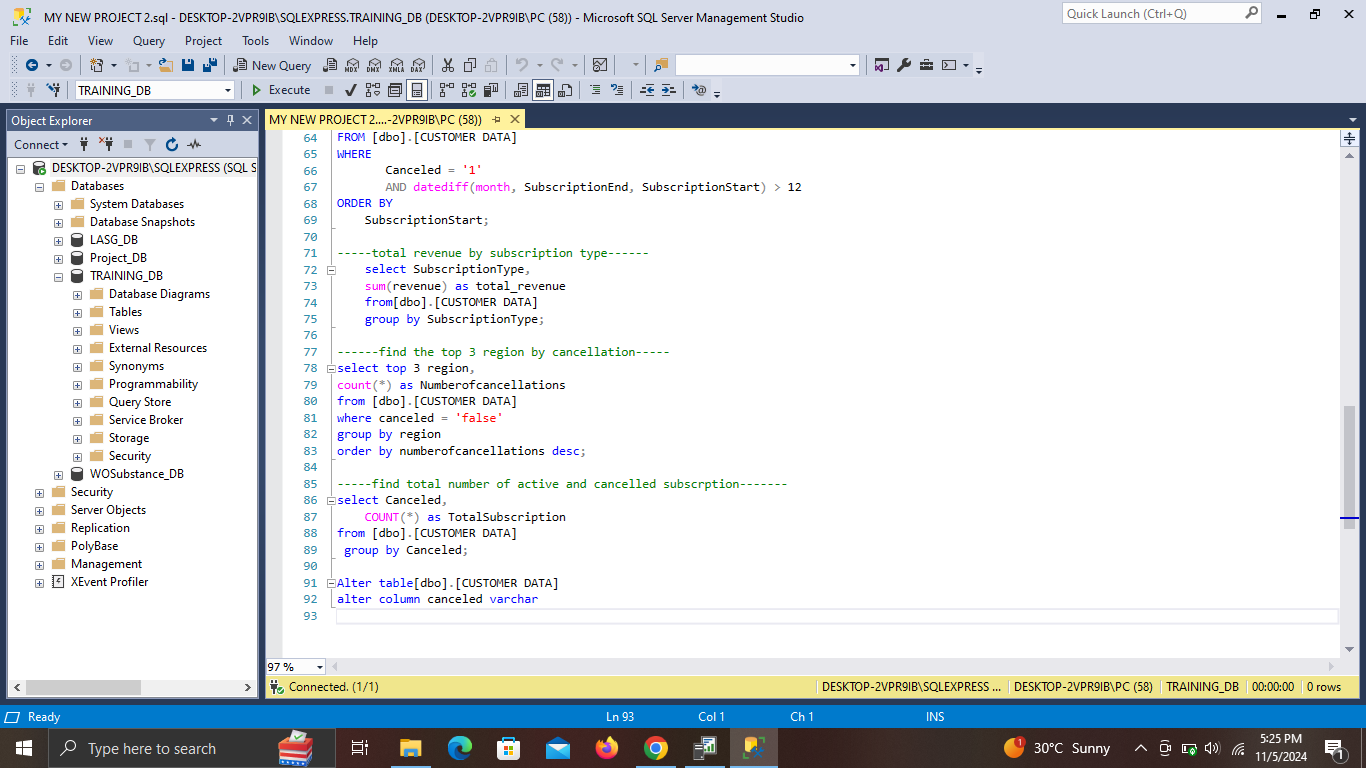 MY NEW PROJECT 2.sql - DESKTOP-2VPR9IB\SQLEXPRESS.TRAINING_DB (DESKTOP-2VPR9IB\PC (58)) - Microsoft SQL Server Management Studio
Quick Launch (Ctrl+Q)
File Edit View Query Project Tools Window Help
New Query
MDX DMX XMLA DAX
TRAINING_DB
Execute
Object Explorer
Connect
DESKTOP-2VPR9IB\SQLEXPRESS (SQL S
Databases
System Databases
Database Snapshots
LASG_DB
Project_DB
TRAINING_DB
Database Diagrams
Tables
Views
External Resources
Synonyms
Programmability
Query Store
Service Broker
Storage
Security
WOSubstance_DB
Security
Server Objects
Replication
PolyBase
Management
XEvent Profiler
MY NEW PROJECT 2....-2VPR9IB\PC (58))
64 FROM [dbo].[CUSTOMER DATA]
65 WHERE
66 Canceled = '1'
67 AND datediff(month, SubscriptionEnd, SubscriptionStart) > 12
68 ORDER BY
69 SubscriptionStart;
70
71 -----total revenue by subscription type------
72 select SubscriptionType,
73 sum(revenue) as total_revenue
74 from[dbo].[CUSTOMER DATA]
75 group by SubscriptionType;
76
77 ------find the top 3 region by cancellation-----
78 select top 3 region,
79 count(*) as Numberofcancellations
80 from [dbo].[CUSTOMER DATA]
81 where canceled = 'false'
82 group by region
83 order by numberofcancellations desc;
84
85 -----find total number of active and cancelled subscrption-------
86 select Canceled,
87 COUNT(*) as TotalSubscription
88 from [dbo].[CUSTOMER DATA]
89 group by Canceled;
90
91 Alter table[dbo].[CUSTOMER DATA]
92 alter column canceled varchar
93
97 %
Connected. (1/1)
DESKTOP-2VPR9IB\SQLEXPRESS ... DESKTOP-2VPR9IB\PC (58) TRAINING_DB 00:00:00 0 rows
Ready Ln 93 Col 1 Ch 1 INS
Type here to search
1
30°C Sunny
5:25 PM
11/5/2024
1